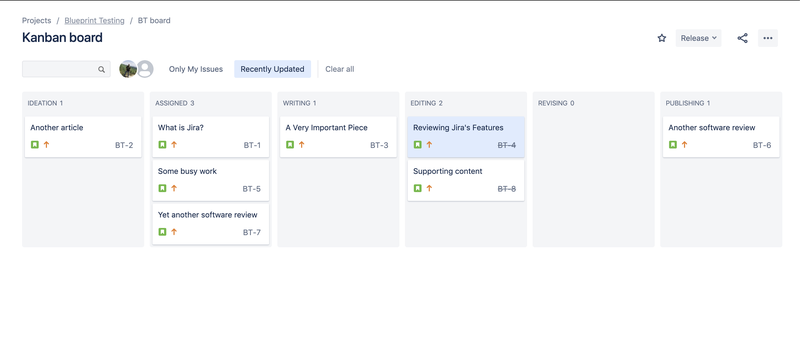 Projects / Blueprint Testing / BT board
Kanban board
Release
Only My Issues
Recently Updated
Clear all
IDEATION 1
Another article
BT-2
ASSIGNED 3
What is Jira?
BT-1
Some busy work
BT-5
Yet another software review
BT-7
WRITING 1
A Very Important Piece
BT-3
EDITING 2
Reviewing Jira's Features
BT-4
Supporting content
BT-8
REVISING 0
PUBLISHING 1
Another software review
BT-6